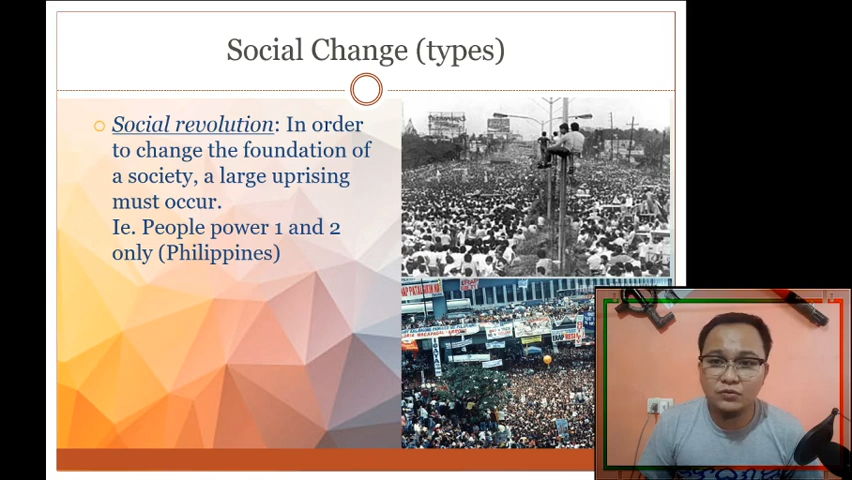 Social Change (types)
Social revolution: In order
to change the foundation of
a society, a large uprising
must occur.
Ie. People power 1 and 2
only (Philippines)